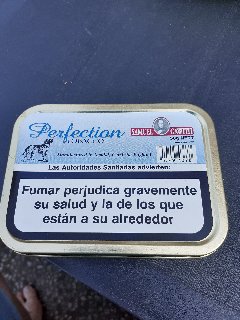 Perfection
SAMUEL GAWITH
Las Autoridades Sanitarias advierten:
Fumar perjudica gravemente
su salud y la de los que
están a su alrededor